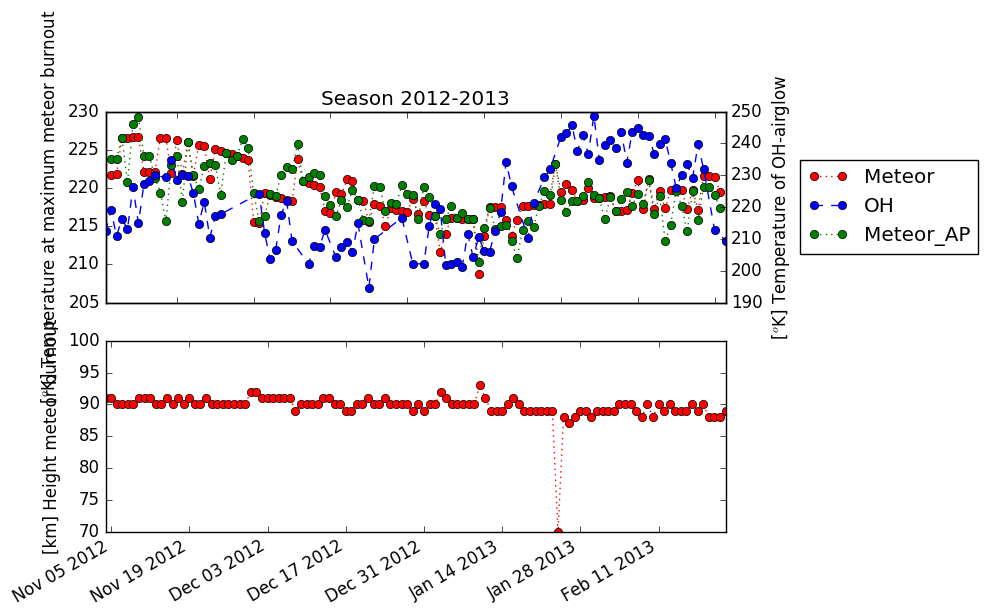 Season 2012-2013
[°K] Temperature at maximum meteor burnout
230
225
220
215
210
205
250
240
230
220
210
200
190
[°K] Temperature of OH-airglow
Meteor
OH
Meteor_AP
[km] Height meteor burnout
100
95
90
85
80
75
70
Nov 05 2012
Nov 19 2012
Dec 03 2012
Dec 17 2012
Dec 31 2012
Jan 14 2013
Jan 28 2013
Feb 11 2013